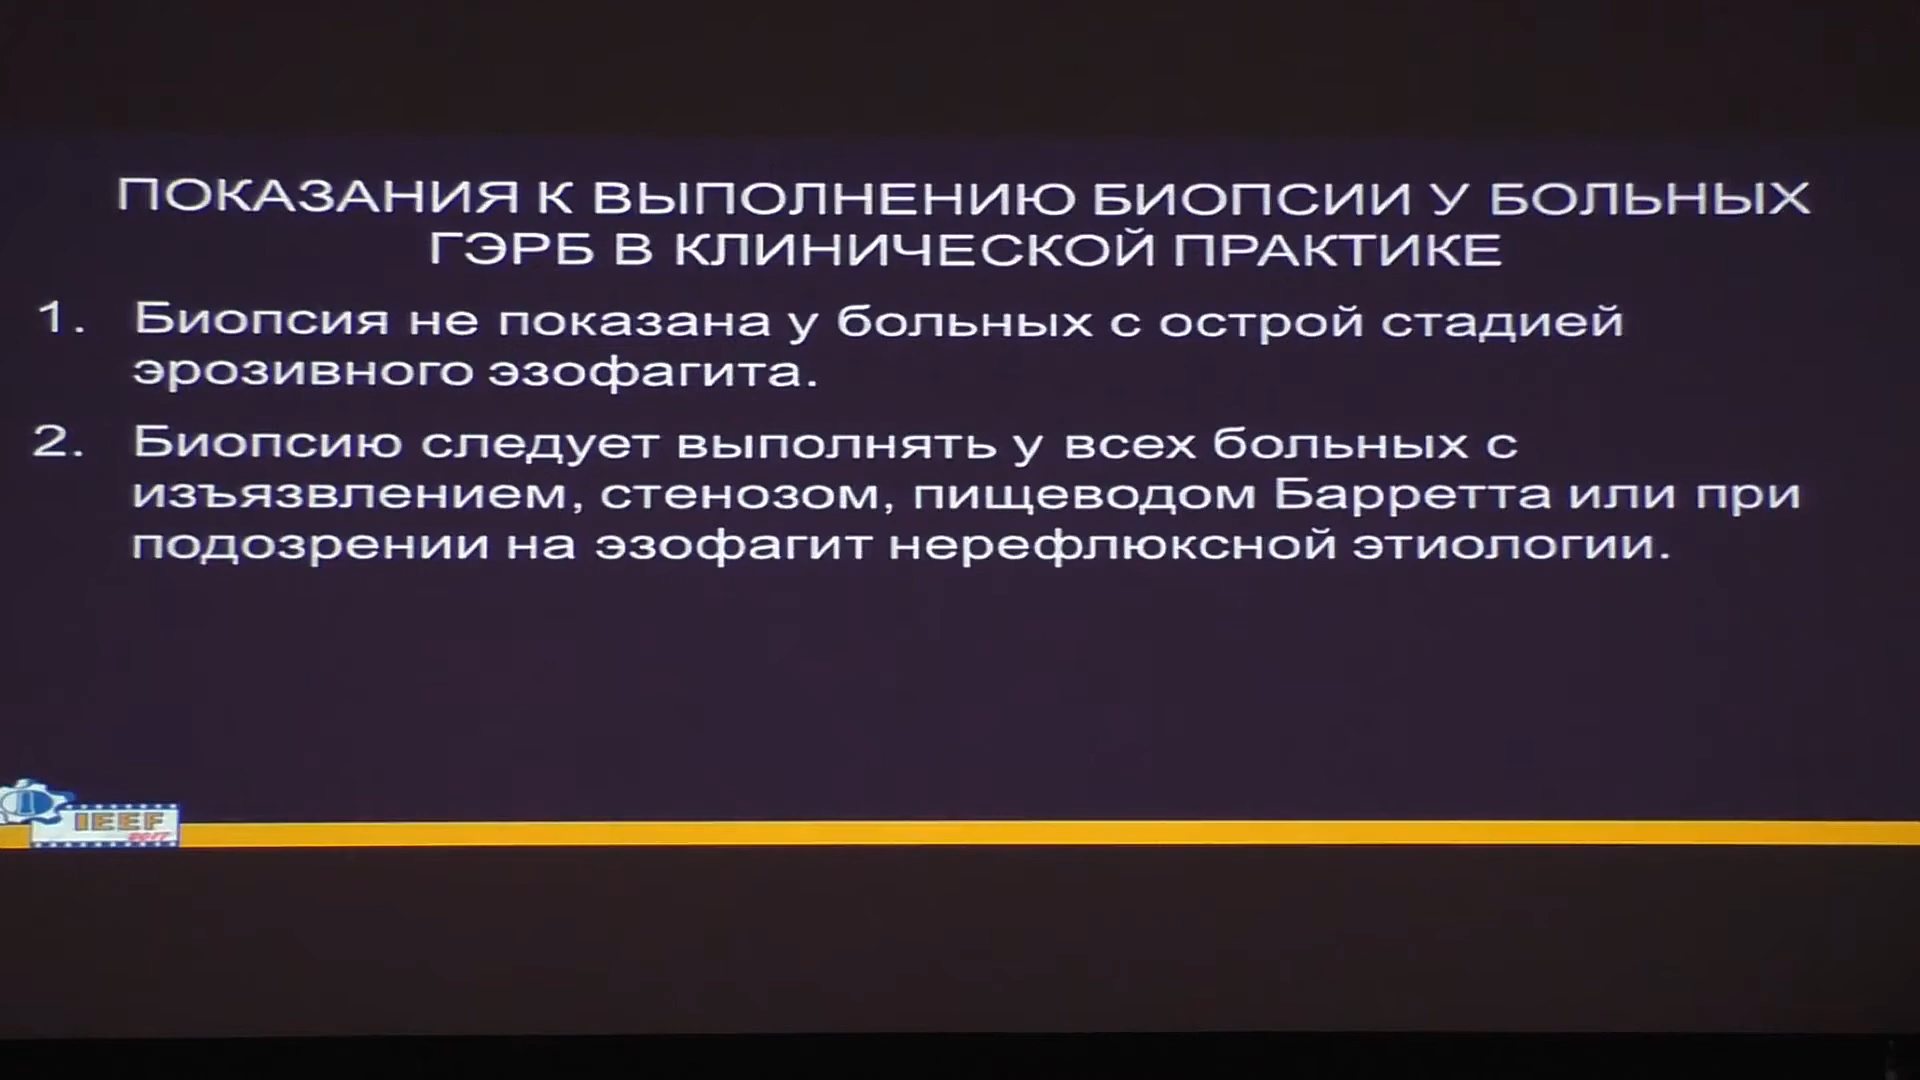 ПОКАЗАНИЯ К ВЫПОЛНЕНИЮ БИОПСИИ У БОЛЬНЫХ
ГЭРБ В КЛИНИЧЕСКОЙ ПРАКТИКЕ
1. Биопсия не показана у больных с острой стадией
эрозивного эзофагита.
2. Биопсию следует выполнять у всех больных с
изъязвлением, стенозом, пищеводом Барретта или при
подозрении на эзофагит нерефлюксной этиологии.
IEEF
2017